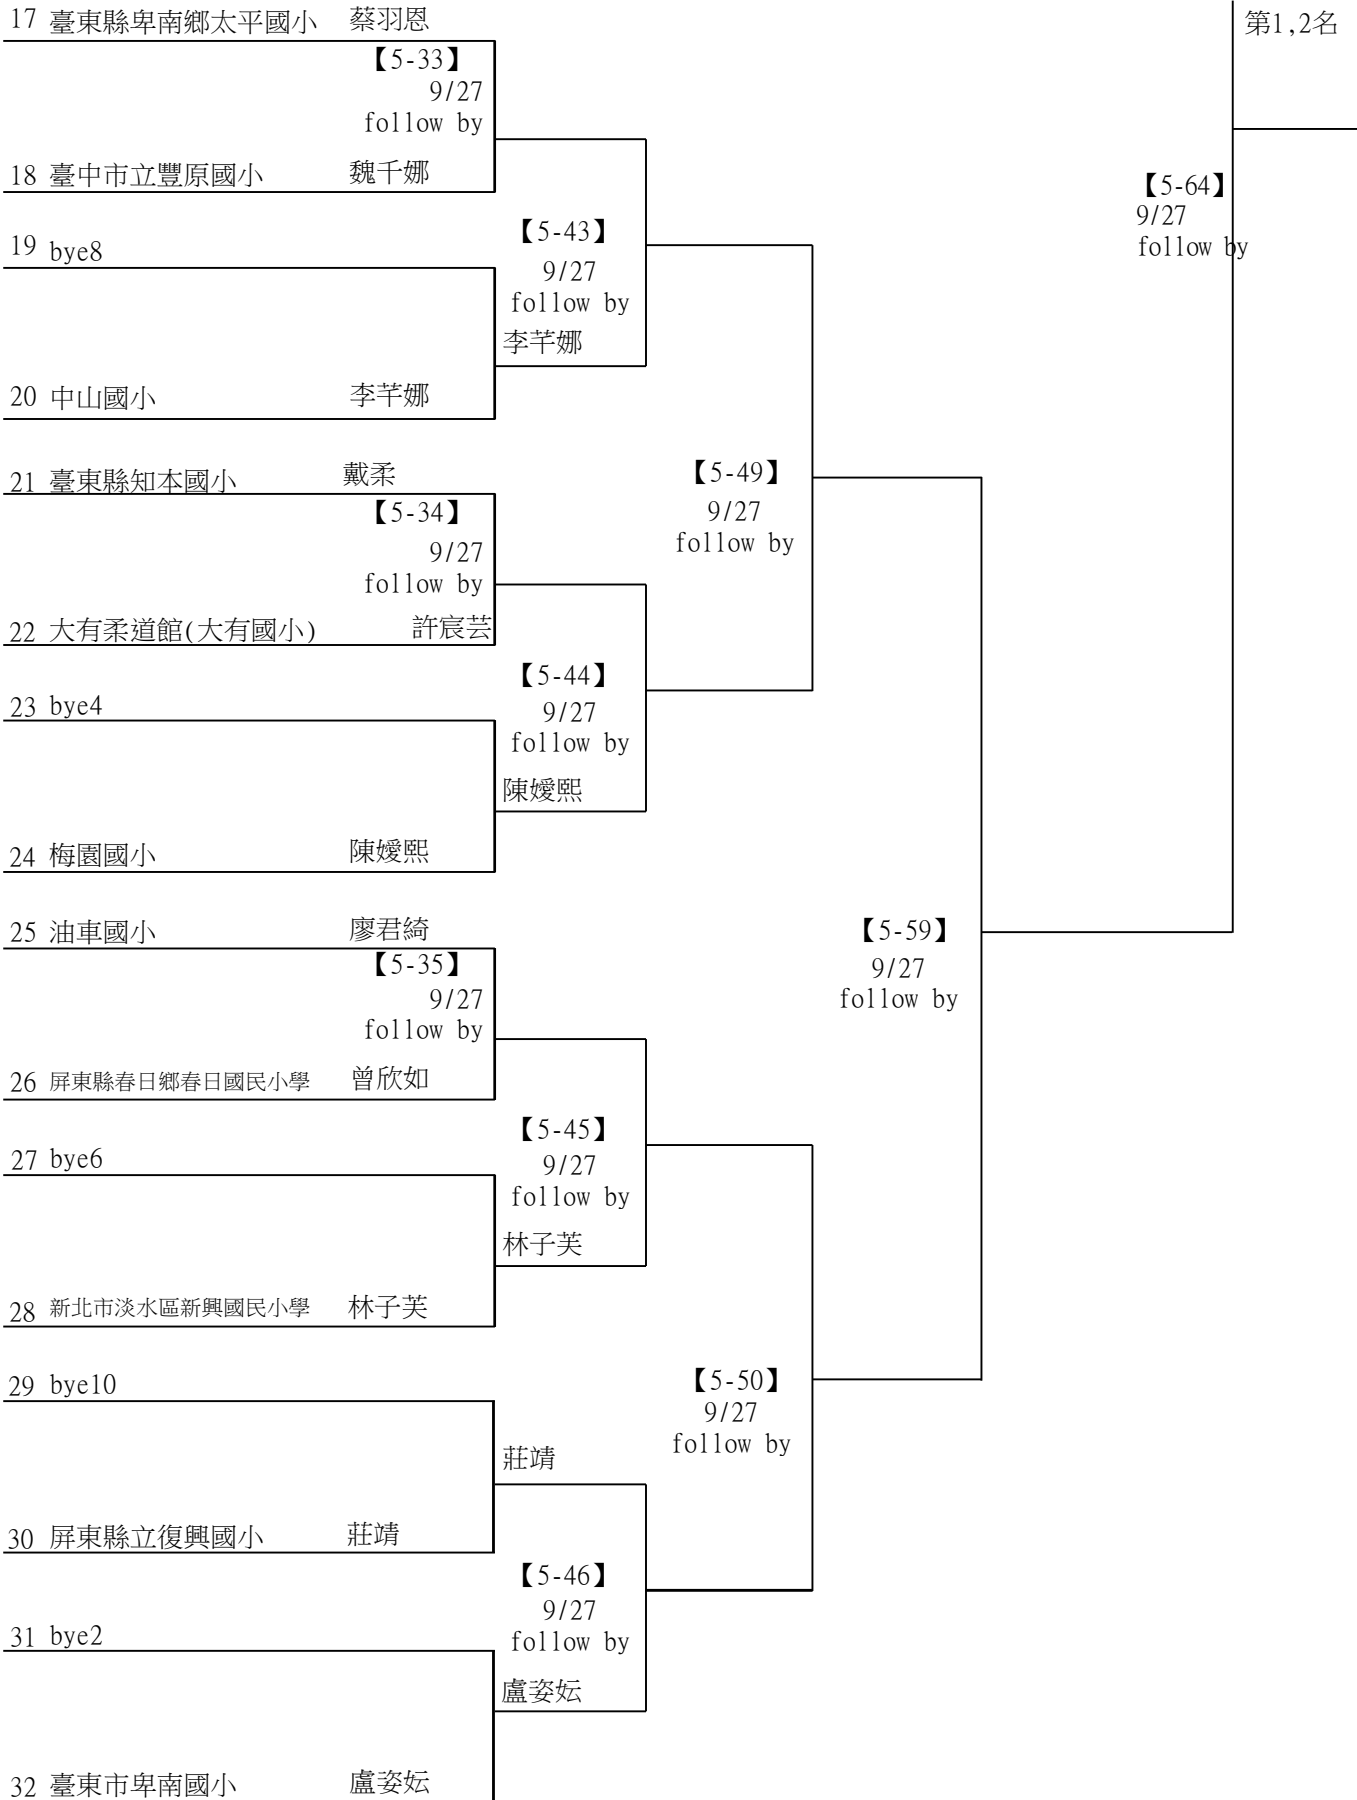 17 臺東縣卑南鄉太平國小 蔡羽恩
第1,2名
【5-33】
9/27
follow by
18 臺中市立豐原國小 魏千娜
【5-64】
9/27
follow by
19 bye8
【5-43】
9/27
follow by
李芊娜
20 中山國小 李芊娜
21 臺東縣知本國小 戴柔
【5-34】
9/27
follow by
【5-49】
9/27
follow by
22 大有柔道館(大有國小) 許宸芸
23 bye4
【5-44】
9/27
follow by
陳嬡熙
24 梅園國小 陳嬡熙
25 油車國小 廖君綺
【5-35】
9/27
follow by
【5-59】
9/27
follow by
26 屏東縣春日鄉春日國民小學 曾欣如
27 bye6
【5-45】
9/27
follow by
林子芙
28 新北市淡水區新興國民小學 林子芙
29 bye10
【5-50】
9/27
follow by
莊靖
30 屏東縣立復興國小 莊靖
【5-46】
9/27
follow by
31 bye2
盧姿妘
32 臺東市卑南國小 盧姿妘